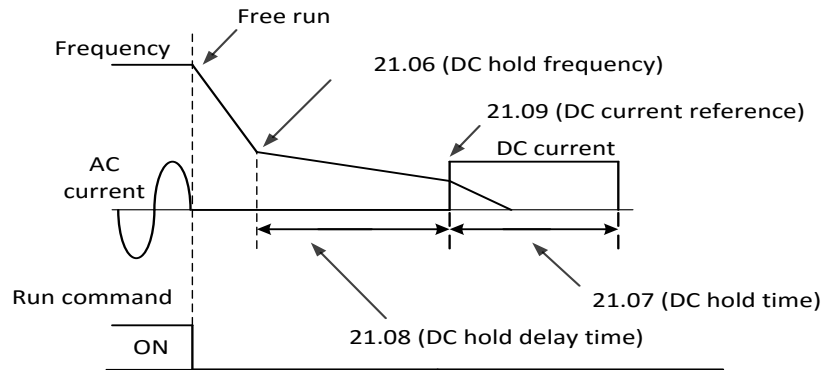 Free run
Frequency
21.06 (DC hold frequency)
21.09 (DC current reference)
DC current
AC
current
Run command
21.07 (DC hold time)
21.08 (DC hold delay time)
ON